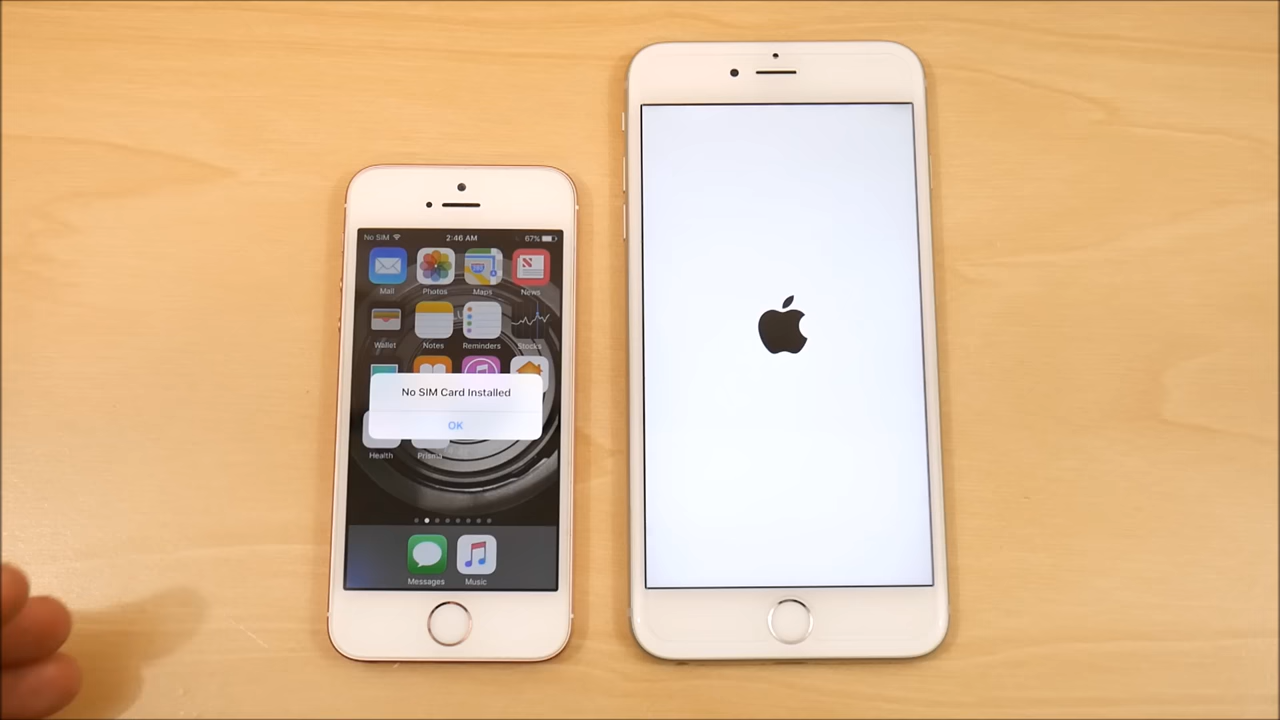 No SIM 2:46 AM 67%
Mail Photos Maps News
Wallet Notes Reminders Stocks
No SIM Card Installed
OK
Health Prisma
Messages Music